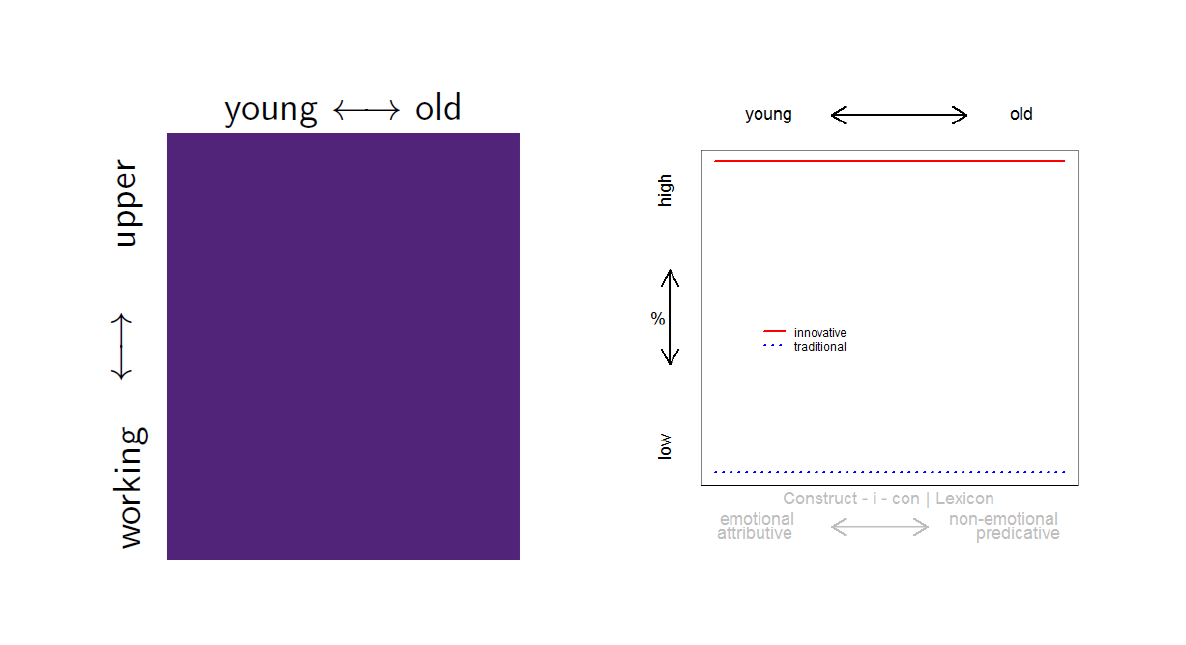 young ⟷ old
upper
⟷
working
young
old
high
%
low
innovative
traditional
Construct - i - con | Lexicon
emotional
attributive
non-emotional
predicative